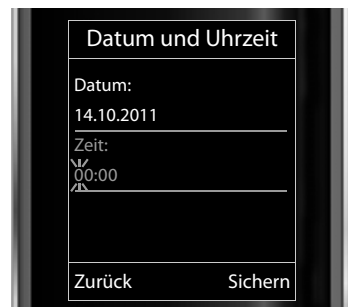 Datum und Uhrzeit
Datum:
14.10.2011
Zeit:
00:00
Zurück Sichern